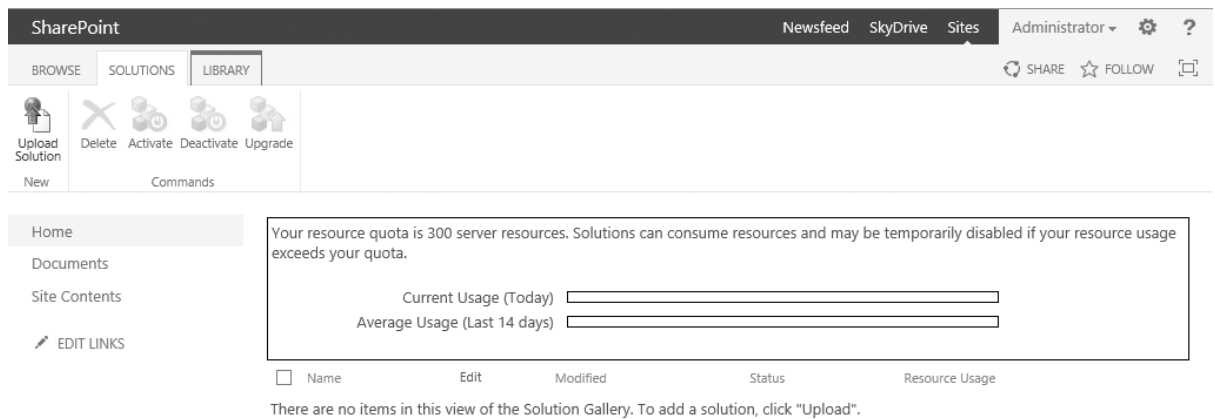 SharePoint Newsfeed SkyDrive Sites Administrator ?
BROWSE SOLUTIONS LIBRARY SHARE FOLLOW
Upload Solution Delete Activate Deactivate Upgrade
New Commands
Home
Documents
Site Contents
EDIT LINKS
Your resource quota is 300 server resources. Solutions can consume resources and may be temporarily disabled if your resource usage
exceeds your quota.
Current Usage (Today)
Average Usage (Last 14 days)
Name Edit Modified Status Resource Usage
There are no items in this view of the Solution Gallery. To add a solution, click "Upload".